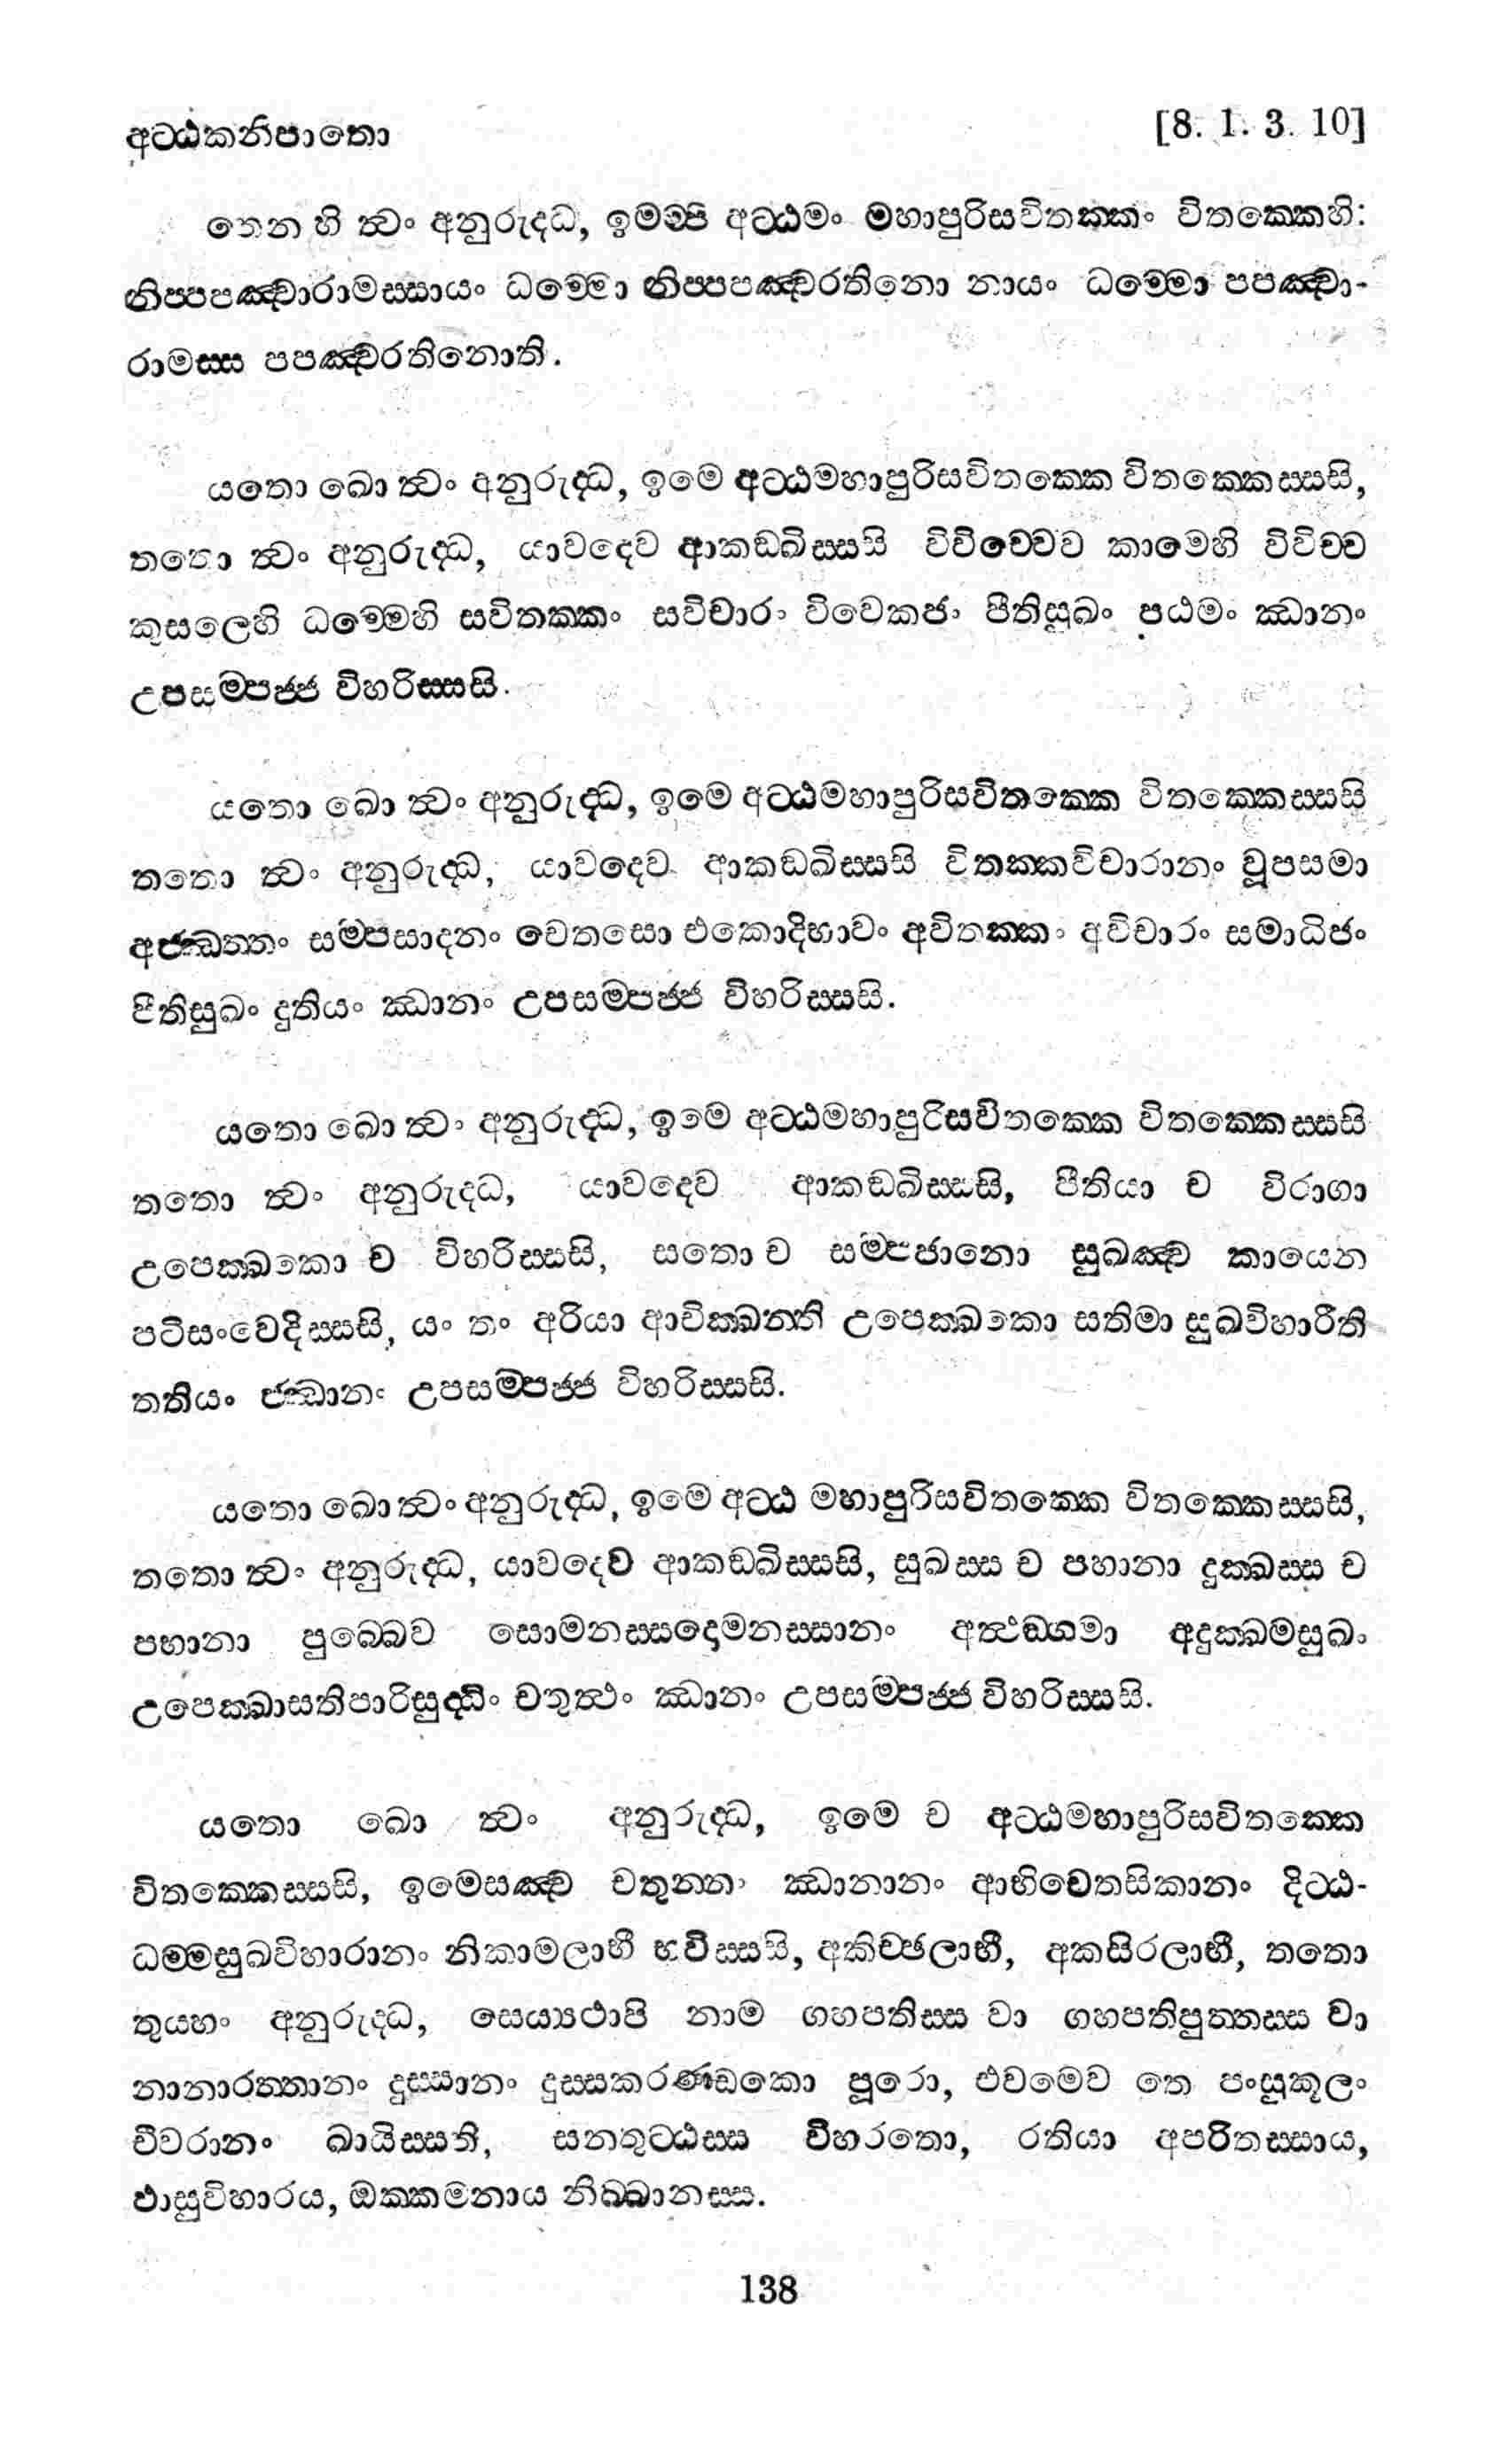 අට්ඨකනිපාතො [8. 1. 3. 10]
තෙන හි ත්වං අනුරුද්ධ, ඉමම්පි අට්ඨමං මහාපුරිසවිතක්කං විතක්කෙහි:
නිප්පපඤ්චාරාමස්සායං ධම්මො නිප්පපඤ්චරතිනො නායං ධම්මො පපඤ්චා-
රාමස්ස පපඤ්චරතිනොති.
යතො ඛො ත්වං අනුරුද්ධ, ඉමෙ අට්ඨමහාපුරිසවිතක්කෙ විතක්කෙස්සසි,
තතො ත්වං අනුරුද්ධ, යාවදෙව ආකඞ්ඛිස්සසි විවිච්චෙව කාමෙහි විවිච්ච
කුසලෙහි ධම්මෙහි සවිතක්කං සවිචාරං විවෙකජං පීතිසුඛං පඨමං ඣානං
උපසම්පජ්ජ විහරිස්සසි.
යතො ඛො ත්වං අනුරුද්ධ, ඉමෙ අට්ඨමහාපුරිසවිතක්කෙ විතක්කෙස්සසි
තතො ත්වං අනුරුද්ධ, යාවදෙව ආකඞ්ඛිස්සසි විතක්කවිචාරානං වූපසමා
අජ්ඣත්තං සම්පසාදනං චෙතසො එකොදිභාවං අවිතක්කං අවිචාරං සමාධිජං
පීතිසුඛං දුතියං ඣානං උපසම්පජ්ජ විහරිස්සසි.
යතො ඛො ත්වං අනුරුද්ධ, ඉමෙ අට්ඨමහාපුරිසවිතක්කෙ විතක්කෙස්සසි
තතො ත්වං අනුරුද්ධ, යාවදෙව ආකඞ්ඛිස්සසි, පීතියා ච විරාගා
උපෙක්ඛකො ච විහරිස්සසි, සතො ච සම්පජානො සුඛඤ්ච කායෙන
පටිසංවෙදිස්සසි, යං තං අරියා ආචික්ඛන්ති උපෙක්ඛකො සතිමා සුඛවිහාරීති
තතියං ජ්ඣානං උපසම්පජ්ජ විහරිස්සසි.
යතො ඛො ත්වං අනුරුද්ධ, ඉමෙ අට්ඨ මහාපුරිසවිතක්කෙ විතක්කෙස්සසි,
තතො ත්වං අනුරුද්ධ, යාවදෙව ආකඞ්ඛිස්සසි, සුඛස්ස ච පහානා දුක්ඛස්ස ච
පහානා පුබ්බෙව සොමනස්සදොමනස්සානං අත්ථඞ්ගමා අදුක්ඛමසුඛං
උපෙක්ඛාසතිපාරිසුද්ධිං චතුත්ථං ඣානං උපසම්පජ්ජ විහරිස්සසි.
යතො ඛො ත්වං අනුරුද්ධ, ඉමෙ ච අට්ඨමහාපුරිසවිතක්කෙ
විතක්කෙස්සසි, ඉමෙසඤ්ච චතුන්නං ඣානානං ආභිචෙතසිකානං දිට්ඨ-
ධම්මසුඛවිහාරානං නිකාමලාභී භවිස්සසි, අකිච්ඡලාභී, අකසිරලාභී, තතො
තුය්හං අනුරුද්ධ, සෙය්‍යථාපි නාම ගහපතිස්ස වා ගහපතිපුත්තස්ස වා
නානාරත්තානං දුස්සානං දුස්සකරණ්ඩකො පූරො, එවමෙව තෙ පංසුකූලං
චීවරානං ඛායිස්සති, සන්තුට්ඨස්ස විහරතො, රතියා අපරිතස්සාය,
ඵාසුවිහාරය, ඔක්කමනාය නිබ්බානස්ස.
138